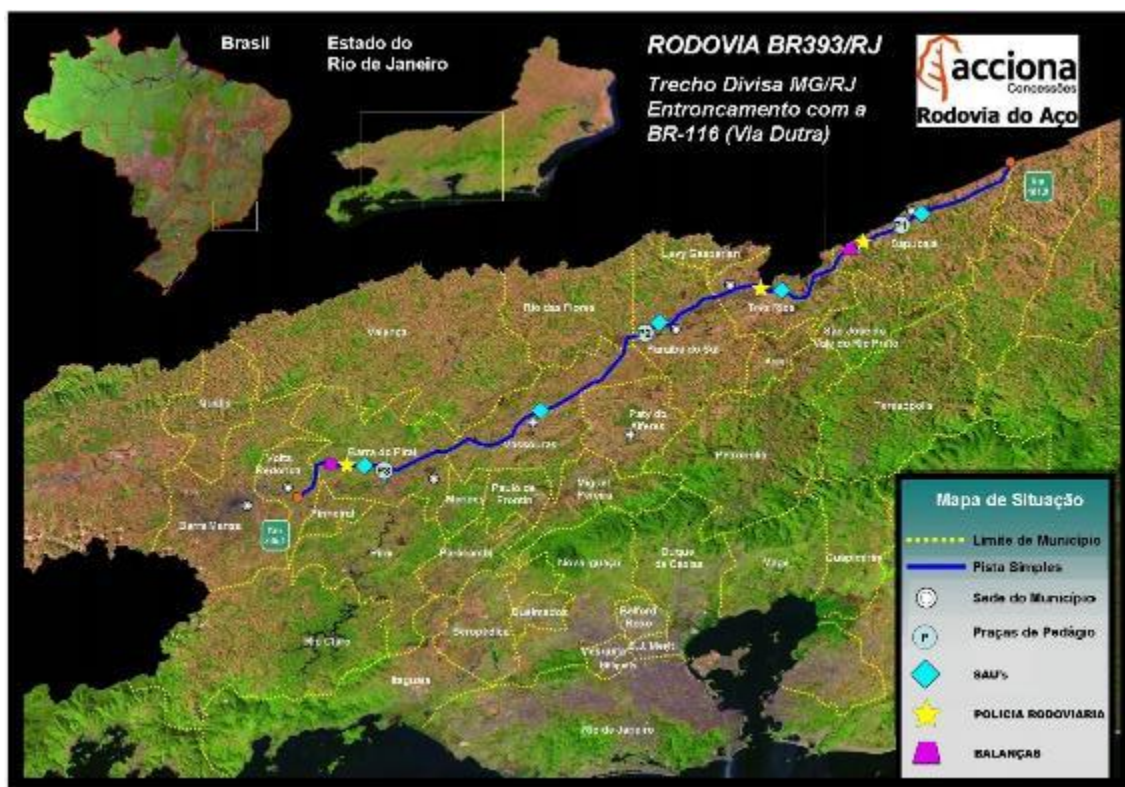 Brasil
Estado do
Rio de Janeiro
RODOVIA BR393/RJ
Trecho Divisa MG/RJ
Entroncamento com a
BR-116 (Via Dutra)
acciona
Concessões
Rodovia do Aço
P1
Sapucaia
Levy Gasparian
Três Rios
Rio das Flores
Valença
P2
Paraíba do Sul
São José do
Vale do Rio Preto
Areal
Teresópolis
Paty do
Alferes
Petrópolis
Vassouras
Barra do Piraí
Volta
Redonda
P3
Mendes
Paulo de
Frontin
Miguel
Pereira
Pinheiral
Barra Mansa
Piraí
Paracambi
Nova Iguaçu
Duque
de Caxias
Magé
Guapimirim
Queimados
Belford
Roxo
Seropédica
S.J. Meriti
Rio Claro
Itaguaí
Rio de Janeiro
Mapa de Situação
Limite de Município
Pista Simples
Sede do Município
P
Praças de Pedágio
SAU's
POLICIA RODOVIARIA
BALANÇAS